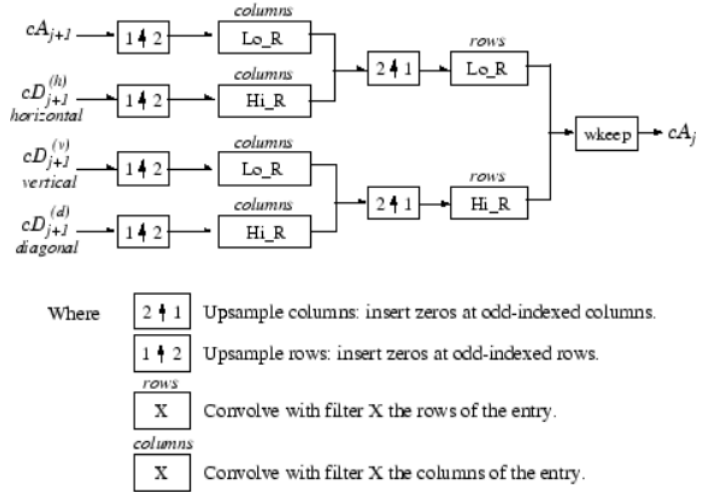 columns
cA_{j+1} 1 ↑ 2 Lo_R
rows
2 ↑ 1 Lo_R
columns
cD_{j+1}^{(h)} 1 ↑ 2 Hi_R
horizontal
wkeep cA_j
columns
cD_{j+1}^{(v)} 1 ↑ 2 Lo_R
vertical
rows
2 ↑ 1 Hi_R
columns
cD_{j+1}^{(d)} 1 ↑ 2 Hi_R
diagonal
Where 2 ↑ 1 Upsample columns: insert zeros at odd-indexed columns.
1 ↑ 2 Upsample rows: insert zeros at odd-indexed rows.
rows
X Convolve with filter X the rows of the entry.
columns
X Convolve with filter X the columns of the entry.